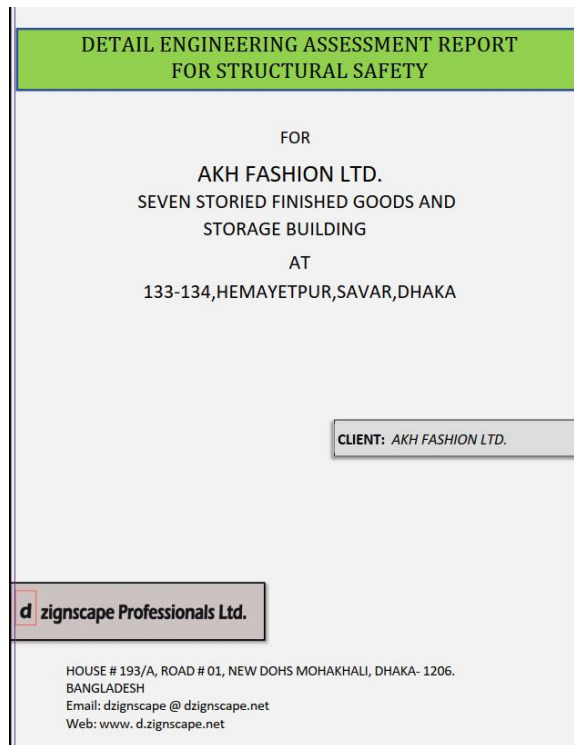 DETAIL ENGINEERING ASSESSMENT REPORT
FOR STRUCTURAL SAFETY
FOR
AKH FASHION LTD.
SEVEN STORIED FINISHED GOODS AND
STORAGE BUILDING
AT
133-134,HEMAYETPUR,SAVAR,DHAKA
CLIENT: AKH FASHION LTD.
d zignscape Professionals Ltd.
HOUSE # 193/A, ROAD # 01, NEW DOHS MOHAKHALI, DHAKA- 1206.
BANGLADESH
Email: dzignscape @ dzignscape.net
Web: www. d.zignscape.net